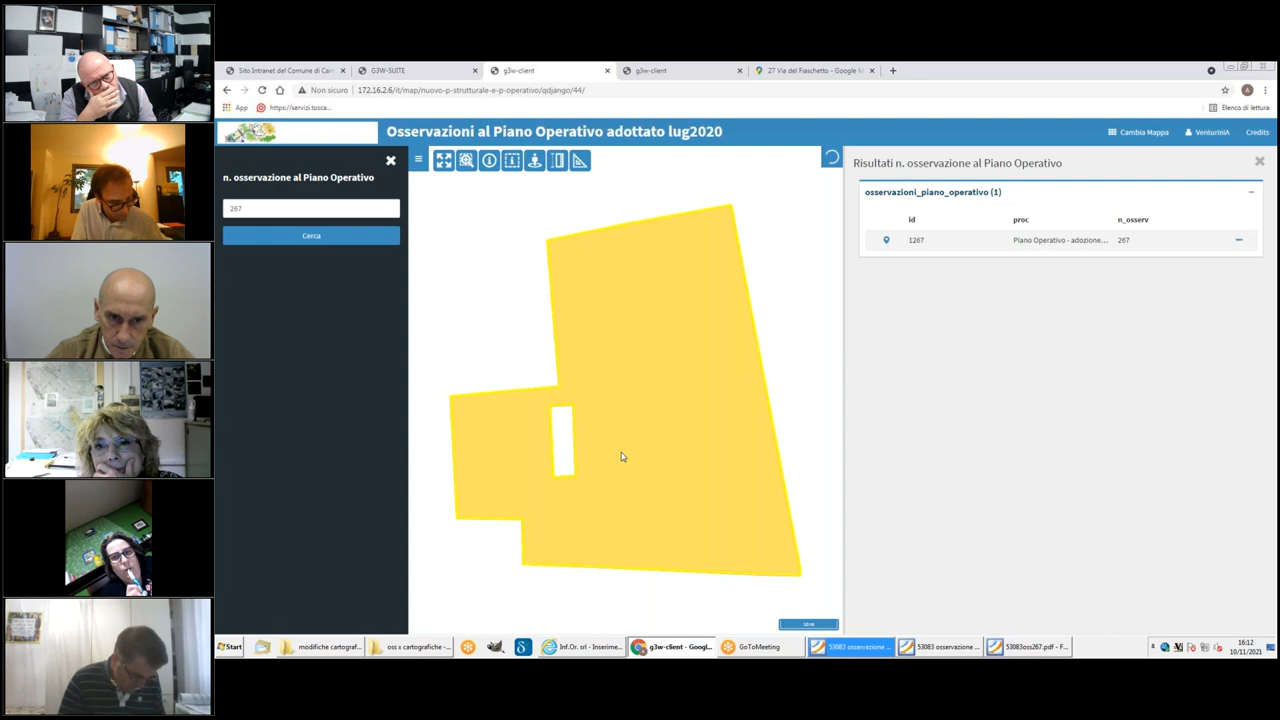 Sito Intranet del Comune di Can
G3W-SUITE
g3w-client
g3w-client
27 Via del Fiaschetto - Google M
Non sicuro
172.16.2.6/it/map/nuovo-p-strutturale-e-p-operativo/qdjango/44/
App
https://servizi.tosca...
Elenco di lettura
Osservazioni al Piano Operativo adottato lug2020
Cambia Mappa
VenturiniA
Credits
n. osservazione al Piano Operativo
267
Cerca
Risultati n. osservazione al Piano Operativo
osservazioni_piano_operativo (1)
id proc n_osserv
1267 Piano Operativo - adozione... 267
10 m
Start
modifiche cartograf...
oss x cartografiche -...
Inf.Or. srl - Inserime...
g3w-client - Googl...
GoToMeeting
53083 osservazione ...
53083 osservazione ...
53083oss267.pdf - F...
16:12
10/11/2021